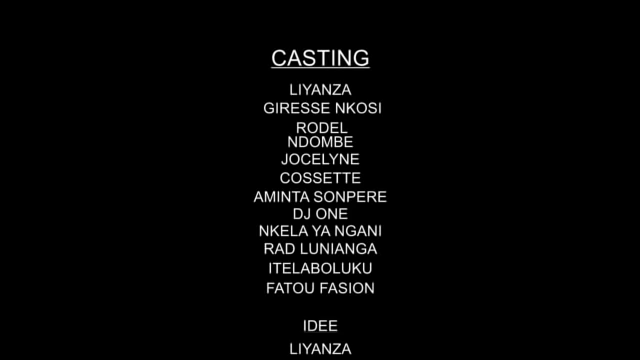 CASTING
LIYANZA
GIRESSE NKOSI
RODEL
NDOMBE
JOCELYNE
COSSETTE
AMINTA SONPERE
DJ ONE
NKELA YA NGANI
RAD LUNIANGA
ITELABOLUKU
FATOU FASION
IDEE
LIYANZA